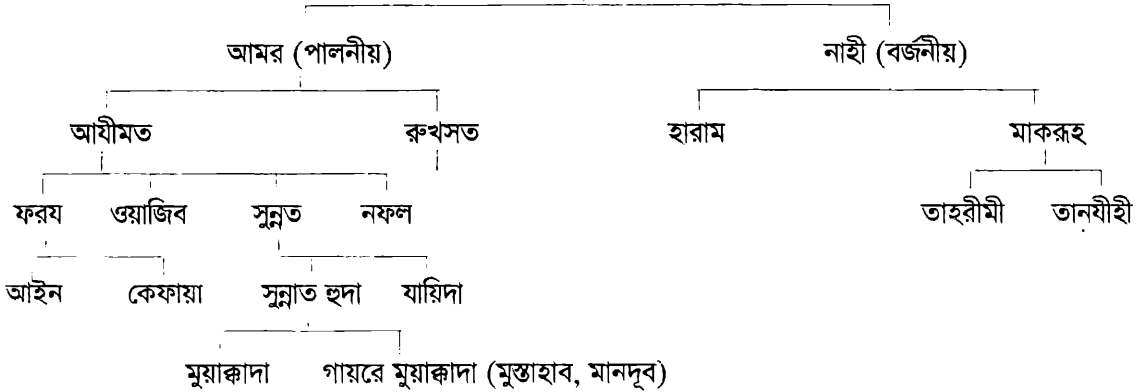 আমর (পালনীয়) নাহী (বর্জনীয়)
আযীমত রুখসত হারাম মাকরূহ
ফরয ওয়াজিব সুন্নত নফল তাহরীমী তানযীহী
আইন কেফায়া সুন্নাত হুদা যায়িদা
মুয়াক্কাদা গায়রে মুয়াক্কাদা (মুস্তাহাব, মানদূব)